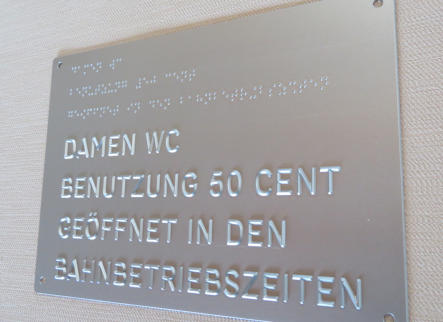 DAMEN WC
BENUTZUNG 50 CENT
GEÖFFNET IN DEN
BAHNBETRIEBSZEITEN